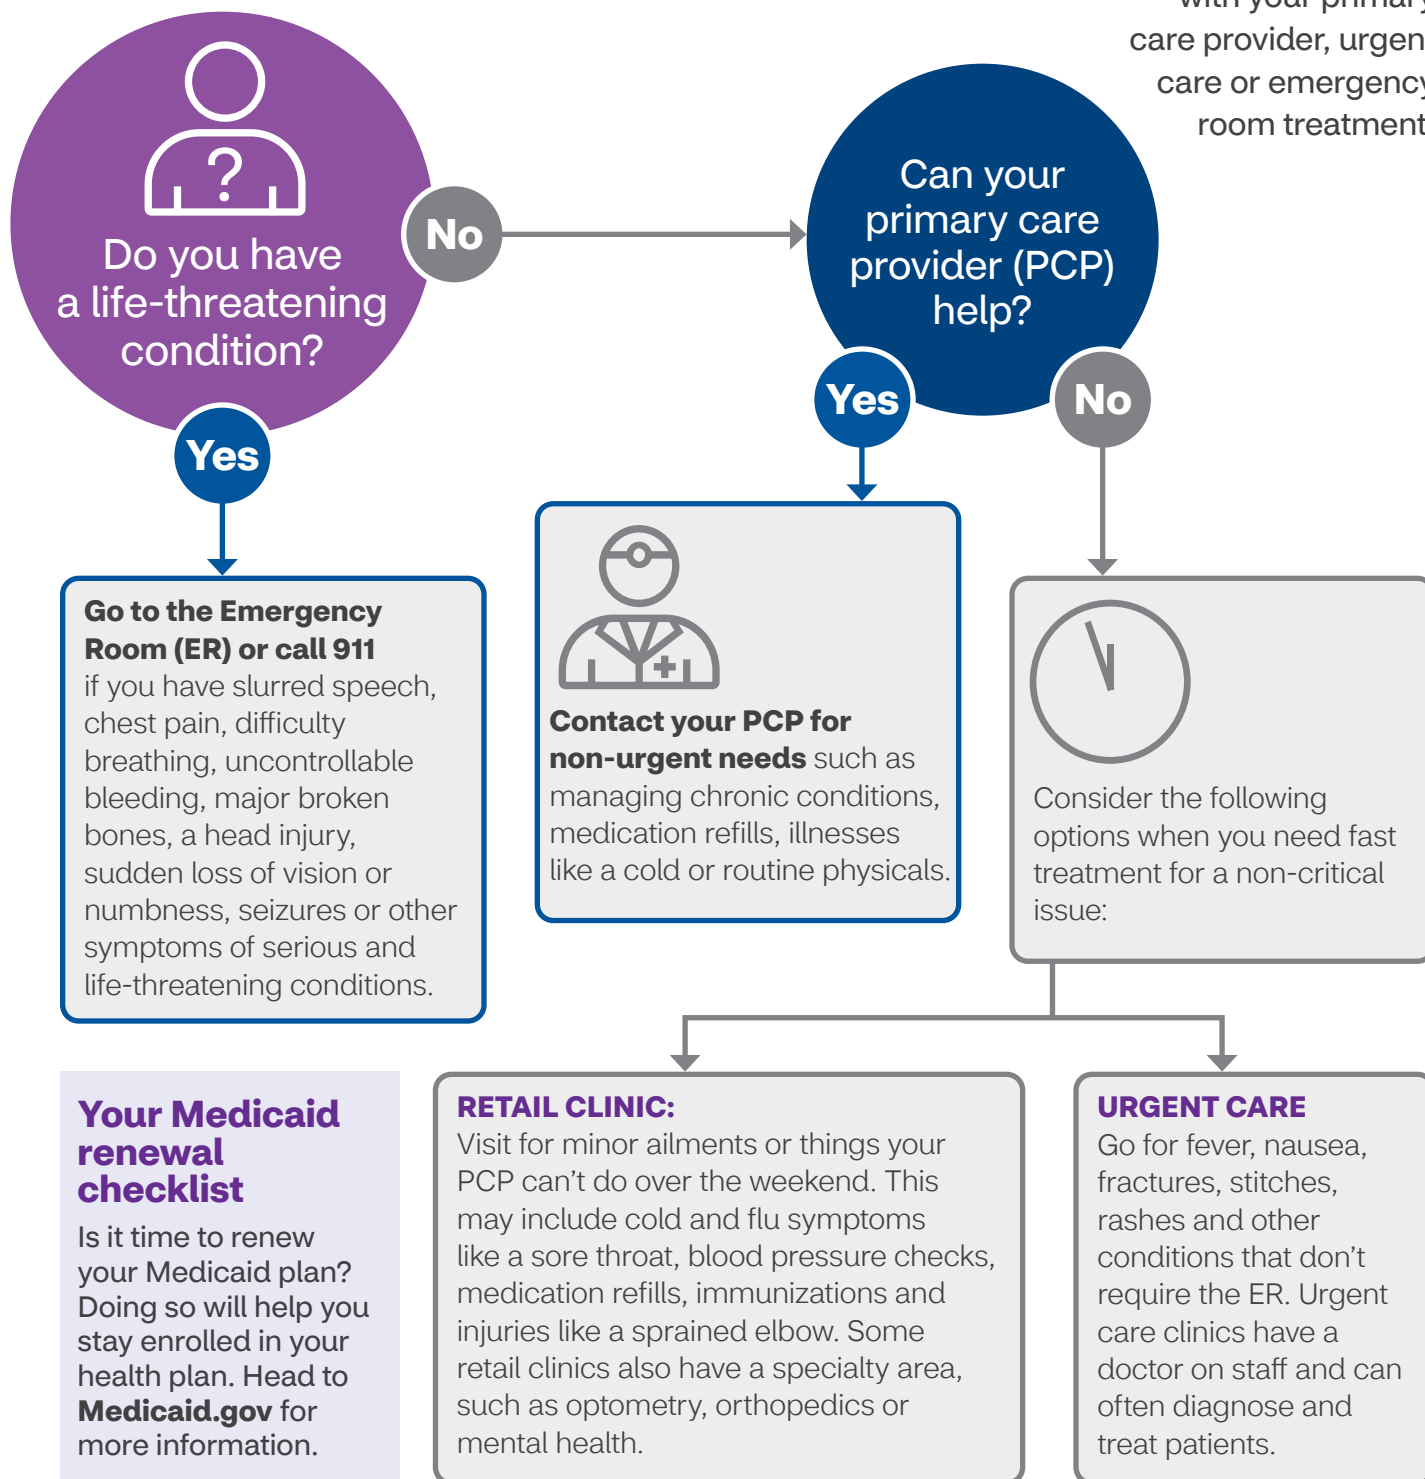 with your primary
care provider, urgen
care or emergency
room treatment
?
Do you have
a life-threatening
condition?
No
Can your
primary care
provider (PCP)
help?
Yes
No
Yes
Go to the Emergency
Room (ER) or call 911
if you have slurred speech,
chest pain, difficulty
breathing, uncontrollable
bleeding, major broken
bones, a head injury,
sudden loss of vision or
numbness, seizures or other
symptoms of serious and
life-threatening conditions.
Contact your PCP for
non-urgent needs such as
managing chronic conditions,
medication refills, illnesses
like a cold or routine physicals.
Consider the following
options when you need fast
treatment for a non-critical
issue:
Your Medicaid
renewal
checklist
Is it time to renew
your Medicaid plan?
Doing so will help you
stay enrolled in your
health plan. Head to
Medicaid.gov for
more information.
RETAIL CLINIC:
Visit for minor ailments or things your
PCP can't do over the weekend. This
may include cold and flu symptoms
like a sore throat, blood pressure checks,
medication refills, immunizations and
injuries like a sprained elbow. Some
retail clinics also have a specialty area,
such as optometry, orthopedics or
mental health.
URGENT CARE
Go for fever, nausea,
fractures, stitches,
rashes and other
conditions that don't
require the ER. Urgent
care clinics have a
doctor on staff and can
often diagnose and
treat patients.